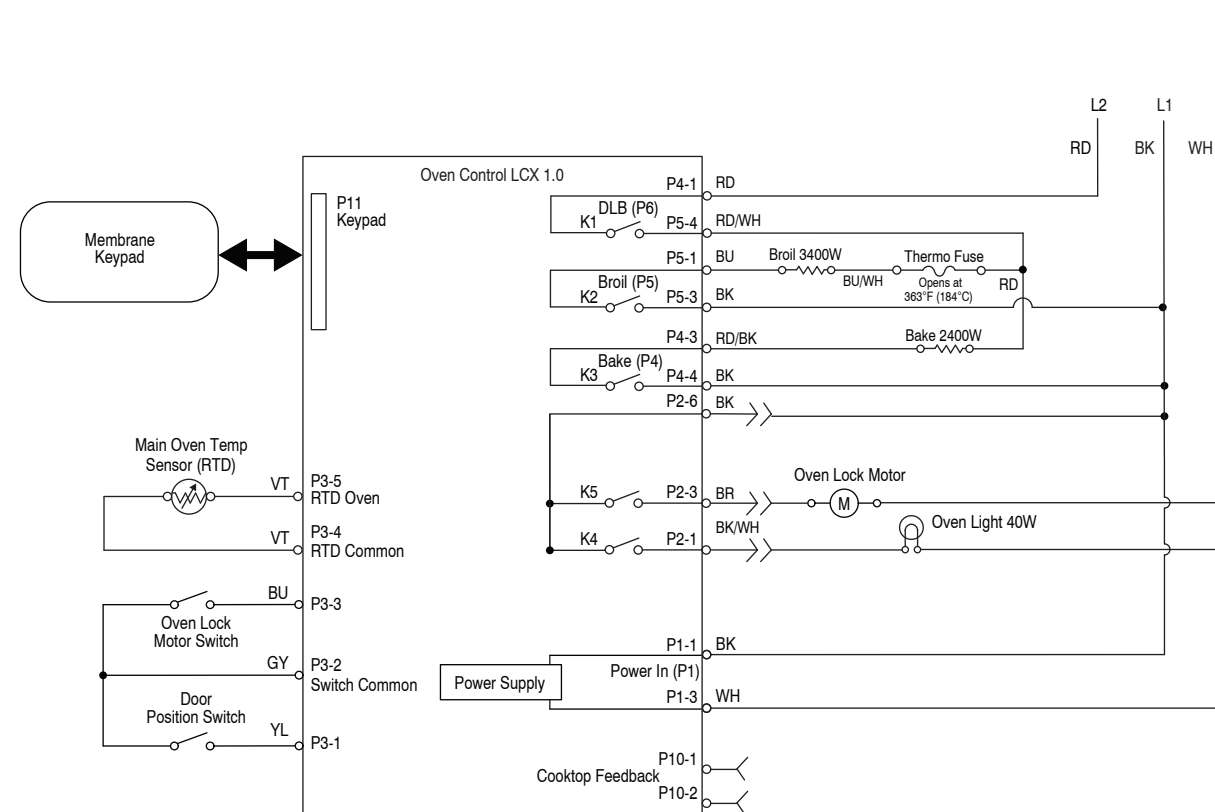 L2
L1
RD
BK
WH
Oven Control LCX 1.0
P11
Keypad
Membrane
Keypad
P4-1
RD
DLB (P6)
K1
P5-4
RD/WH
P5-1
BU
Broil 3400W
BU/WH
Thermo Fuse
Opens at
363°F (184°C)
RD
Broil (P5)
K2
P5-3
BK
P4-3
RD/BK
Bake 2400W
Bake (P4)
K3
P4-4
BK
P2-6
BK
Main Oven Temp
Sensor (RTD)
VT
P3-5
RTD Oven
VT
P3-4
RTD Common
K5
P2-3
BR
Oven Lock Motor
M
K4
P2-1
BK/WH
Oven Light 40W
BU
P3-3
Oven Lock
Motor Switch
GY
P3-2
Switch Common
Door
Position Switch
YL
P3-1
Power Supply
P1-1
BK
Power In (P1)
P1-3
WH
Cooktop Feedback
P10-1
P10-2